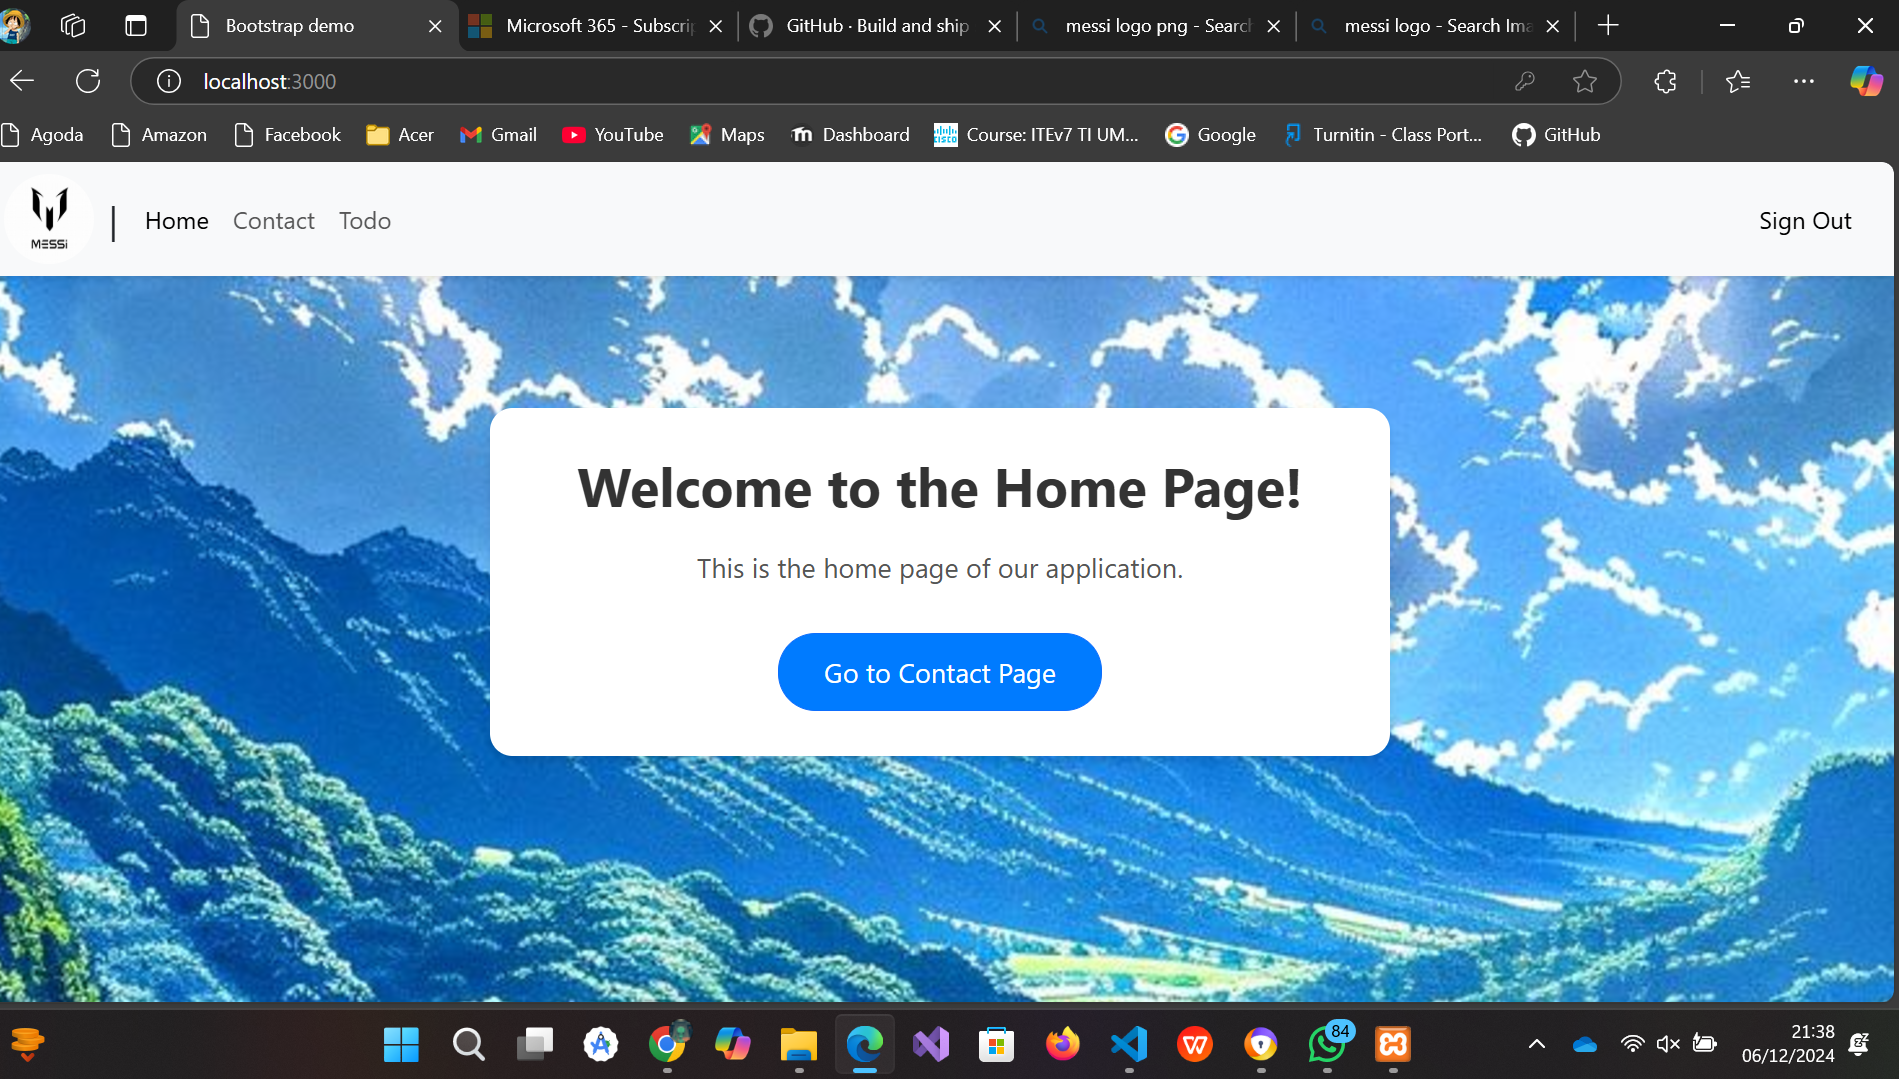 Bootstrap demo
Microsoft 365 - Subscrip
GitHub · Build and ship
messi logo png - Search
messi logo - Search Ima
localhost:3000
Agoda Amazon Facebook Acer Gmail YouTube Maps Dashboard Course: ITEv7 TI UM... Google Turnitin - Class Port... GitHub
MESSi
| Home Contact Todo Sign Out
Welcome to the Home Page!
This is the home page of our application.
Go to Contact Page
84
21:38
06/12/2024